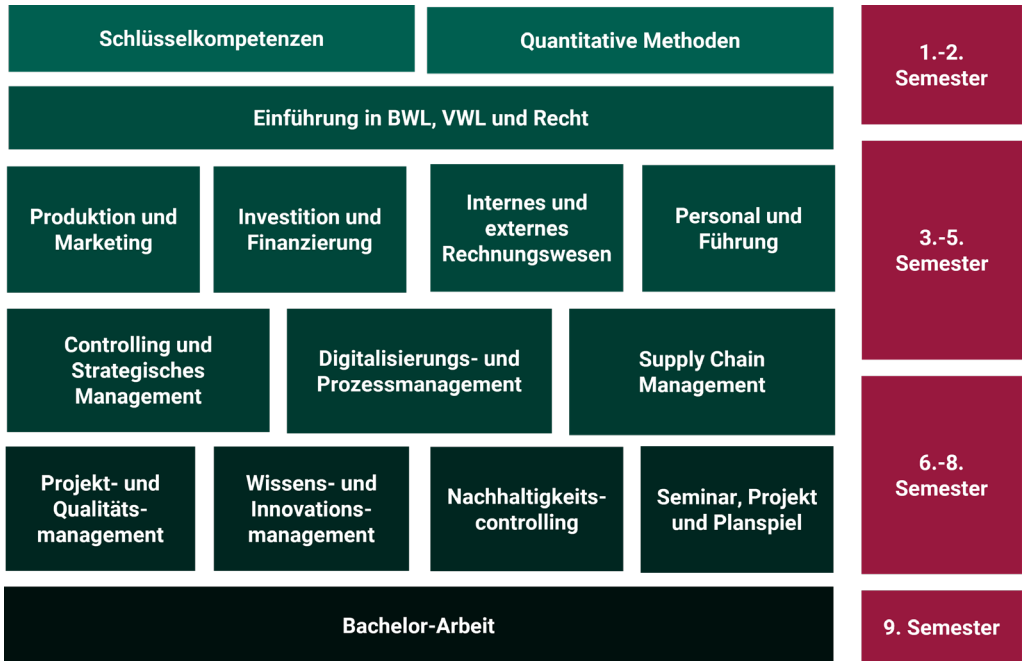 Schlüsselkompetenzen
Quantitative Methoden
1.-2.
Semester
Einführung in BWL, VWL und Recht
Produktion und
Marketing
Investition und
Finanzierung
Internes und
externes
Rechnungswesen
Personal und
Führung
3.-5.
Semester
Controlling und
Strategisches
Management
Digitalisierungs- und
Prozessmanagement
Supply Chain
Management
Projekt- und
Qualitäts-
management
Wissens- und
Innovations-
management
Nachhaltigkeits-
controlling
Seminar, Projekt
und Planspiel
6.-8.
Semester
Bachelor-Arbeit
9. Semester